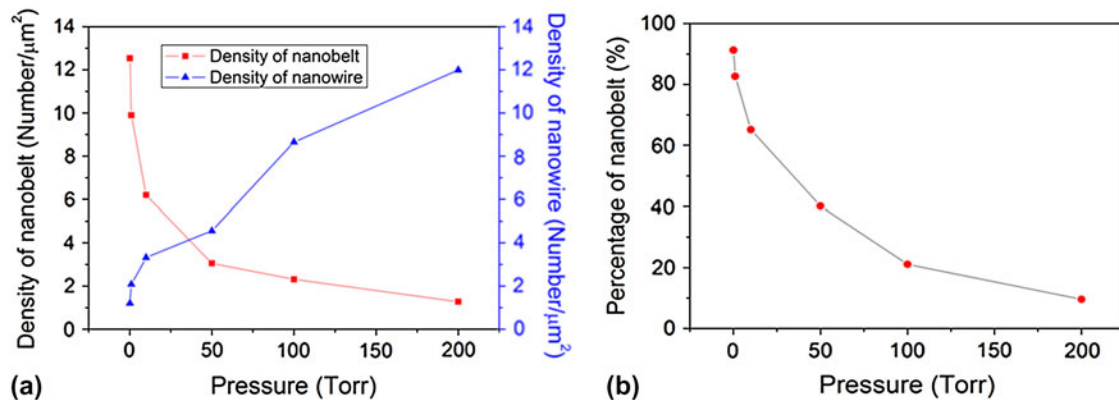 14
12
10
8
6
4
2
0
Density of nanobelt (Number/μm²)
Density of nanobelt
Density of nanowire
14
12
10
8
6
4
2
0
Density of nanowire (Number/μm²)
0 50 100 150 200
Pressure (Torr)
(a)
100
80
60
40
20
0
Percentage of nanobelt (%)
0 50 100 150 200
Pressure (Torr)
(b)